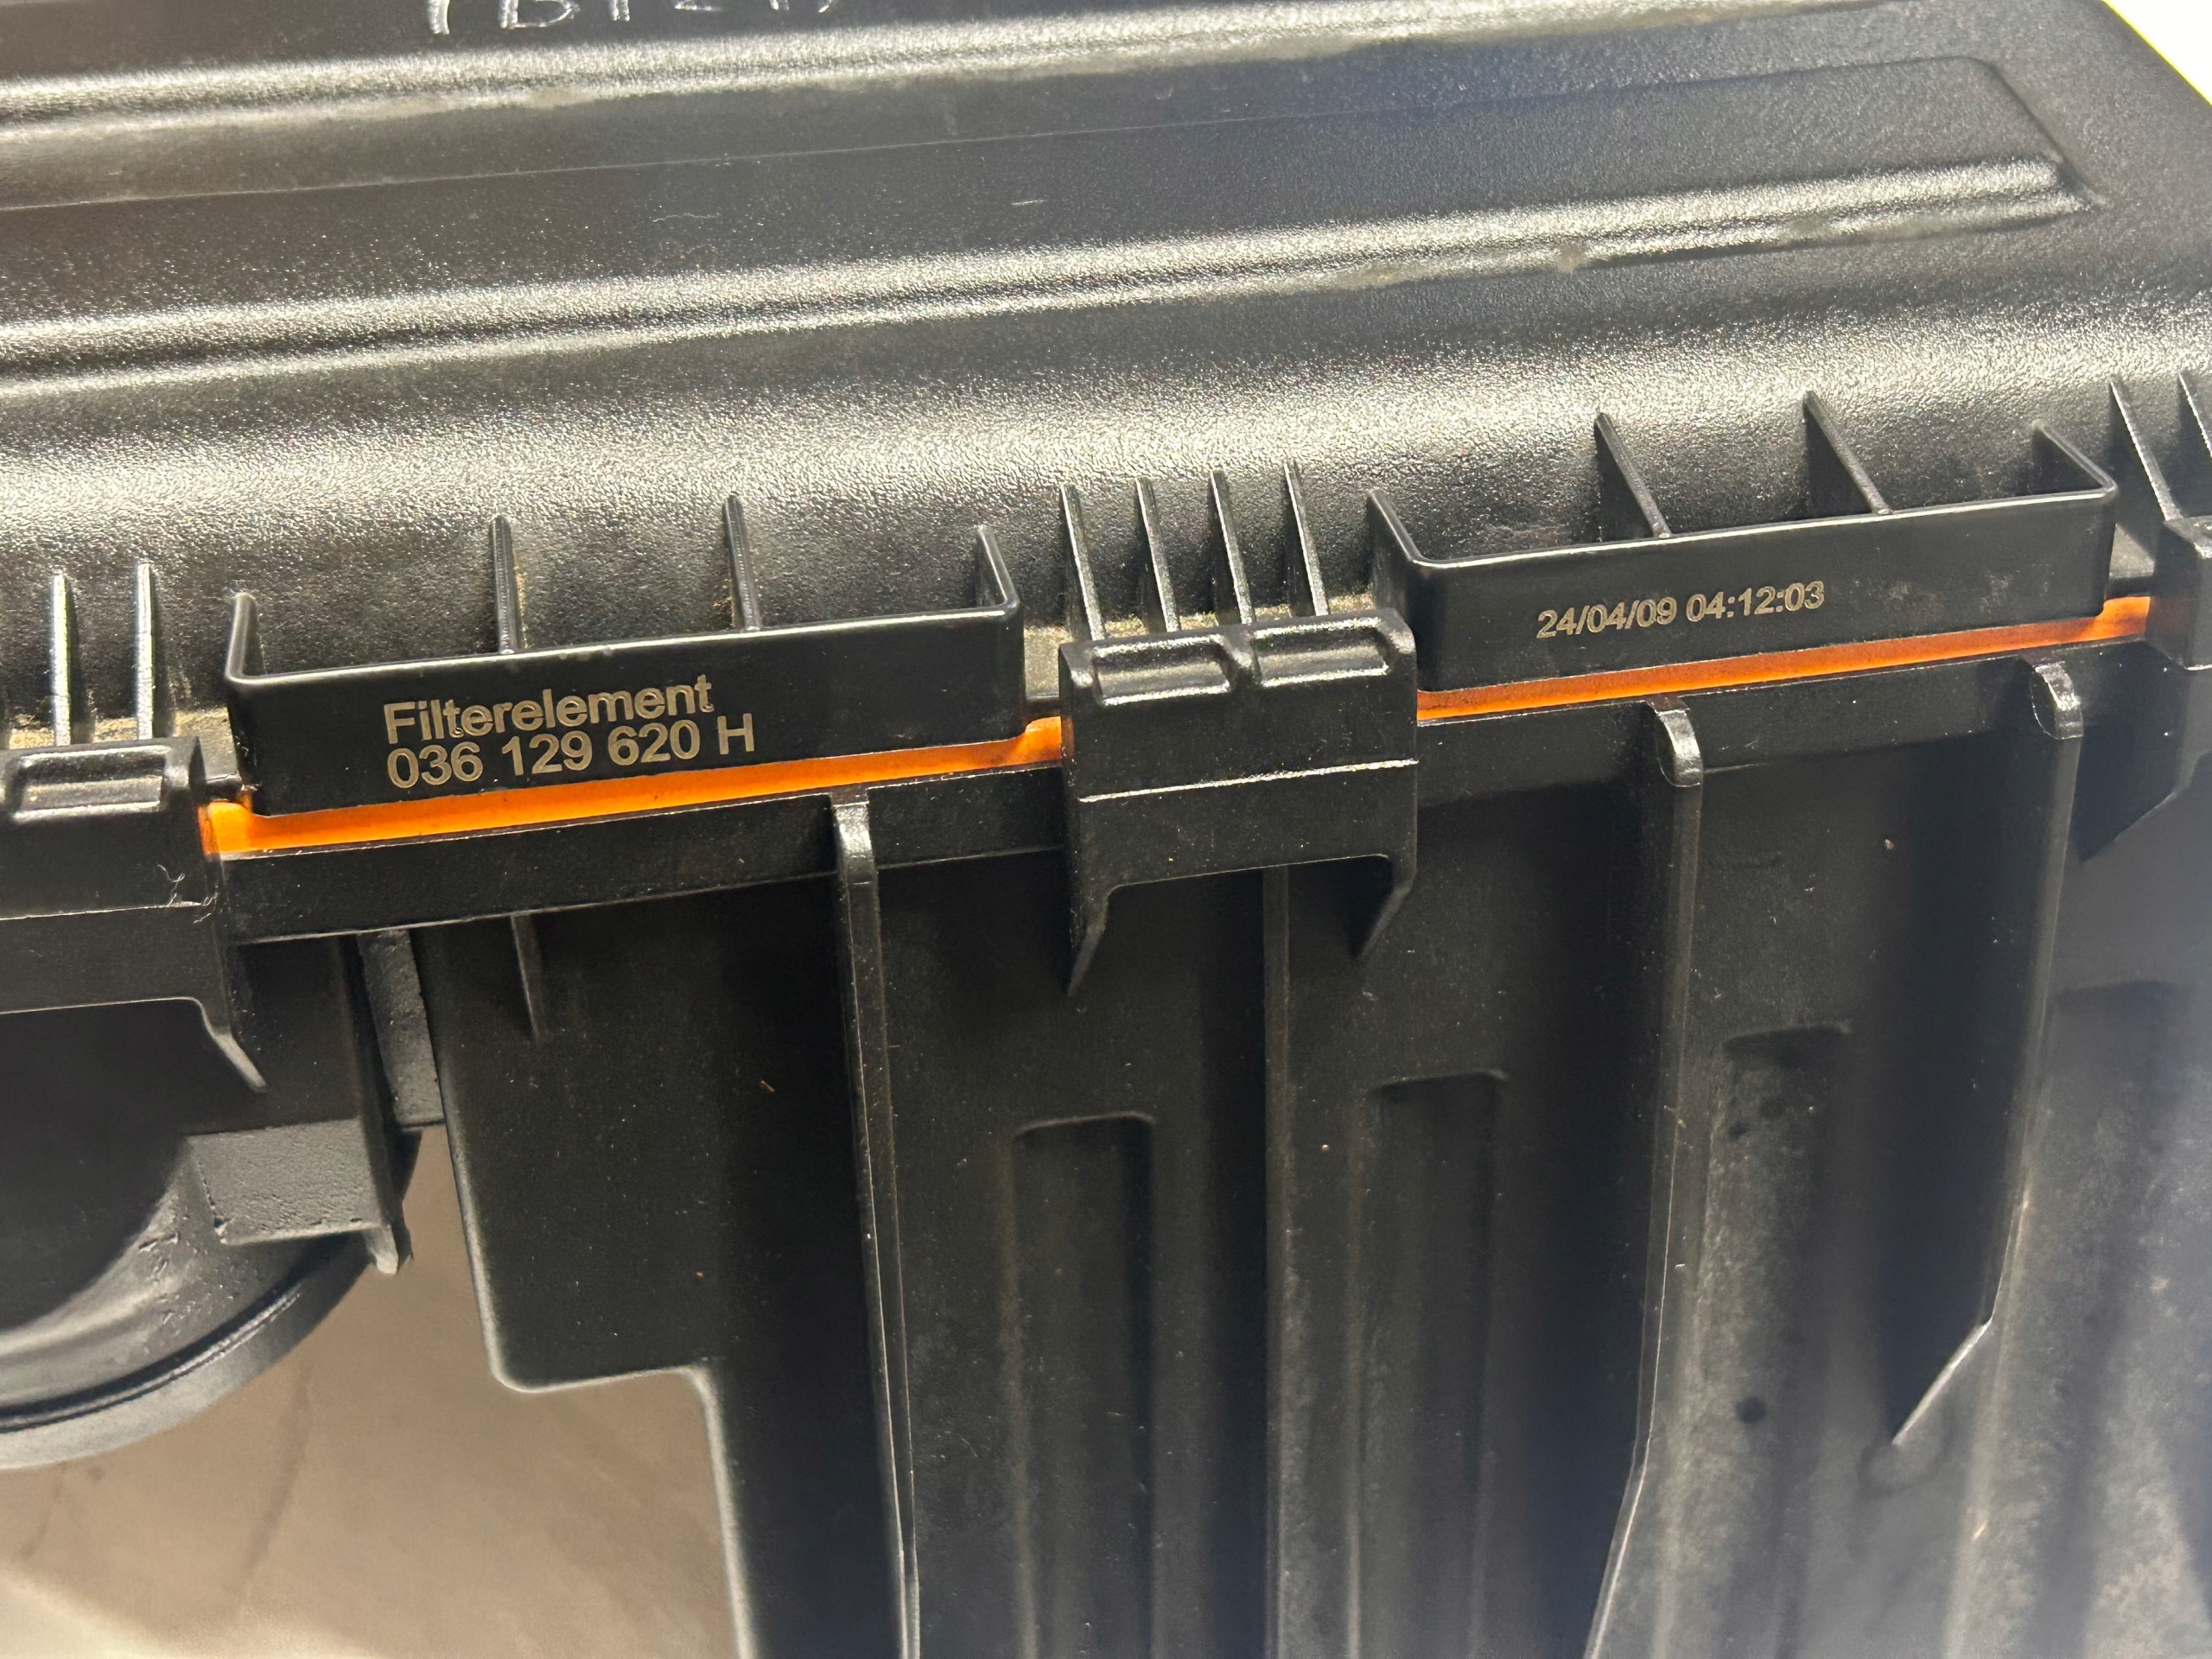 Filterelement
036 129 620 H
24/04/09 04:12:03